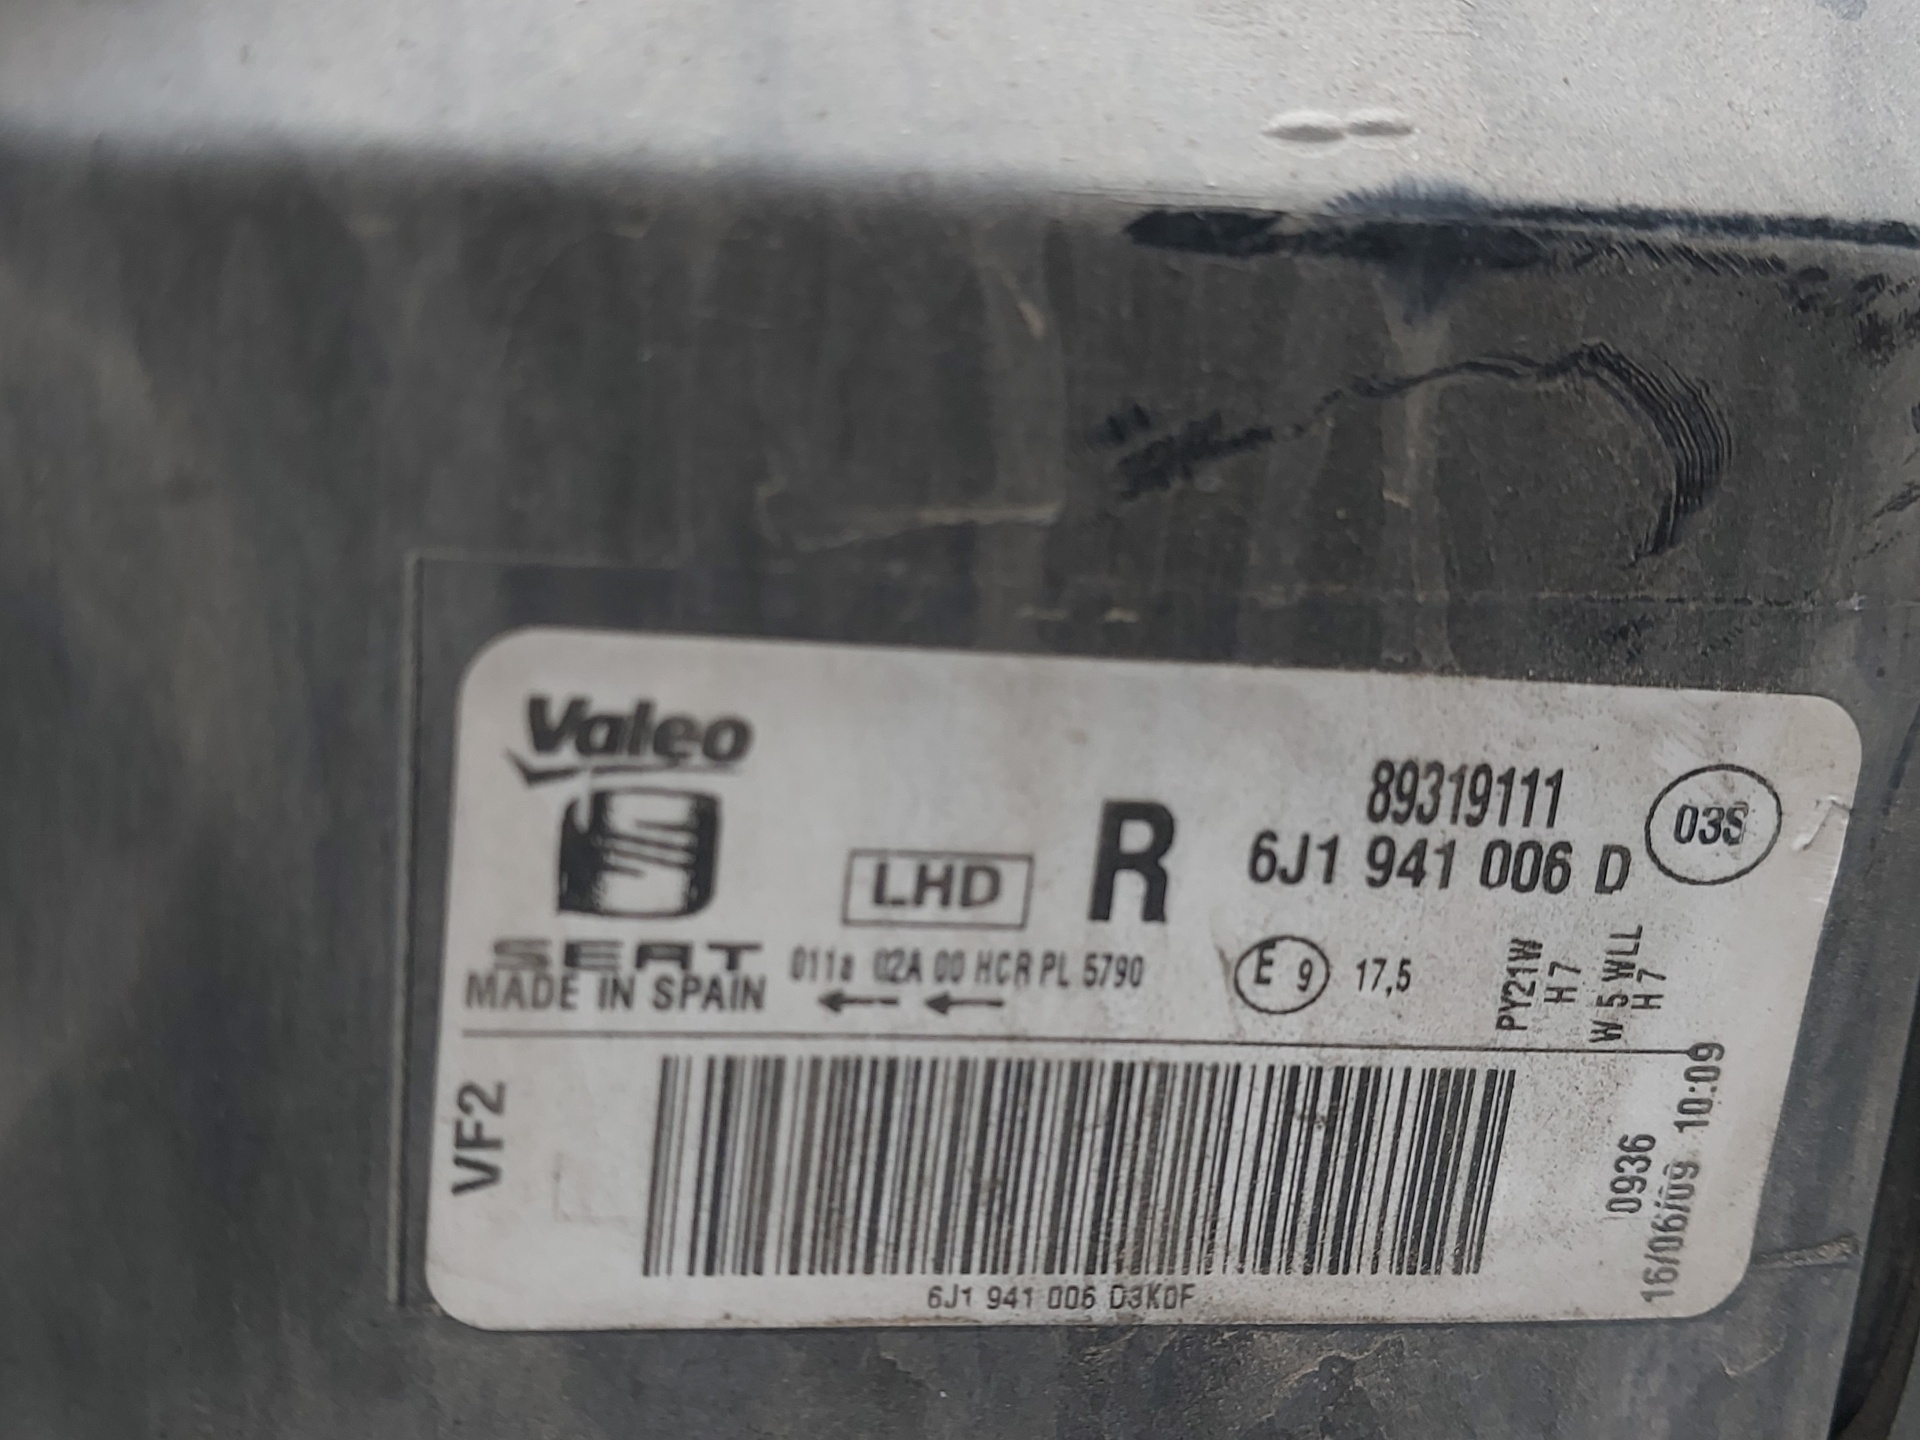 Valeo
SEAT
MADE IN SPAIN
LHD
R
89319111
6J1 941 006 D
03S
011a 02A 00 HCR PL 5790
E 9
17,5
PY21W
H7
W 5 WLL
H7
VF2
0936
16/06/09 10:09
6J1 941 006 D3K0F